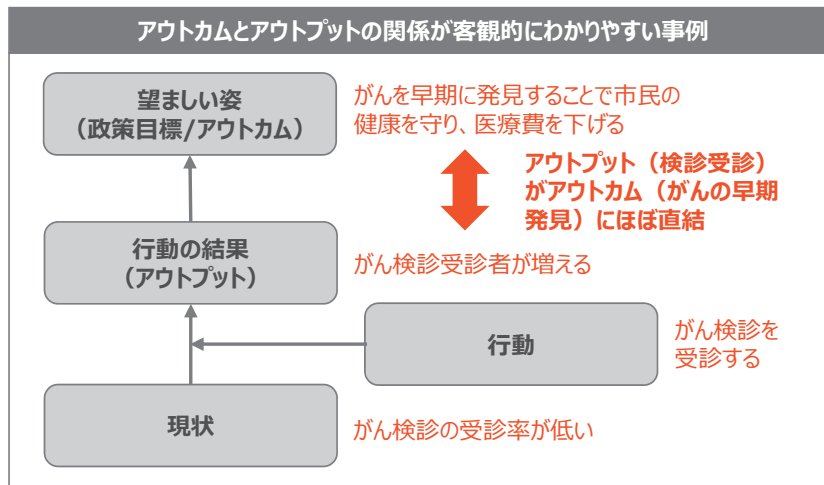 アウトカムとアウトプットの関係が客観的にわかりやすい事例
望ましい姿
（政策目標/アウトカム）
がんを早期に発見することで市民の
健康を守り、医療費を下げる
アウトプット（検診受診）
がアウトカム（がんの早期
発見）にほぼ直結
行動の結果
（アウトプット）
がん検診受診者が増える
行動
がん検診を
受診する
現状
がん検診の受診率が低い